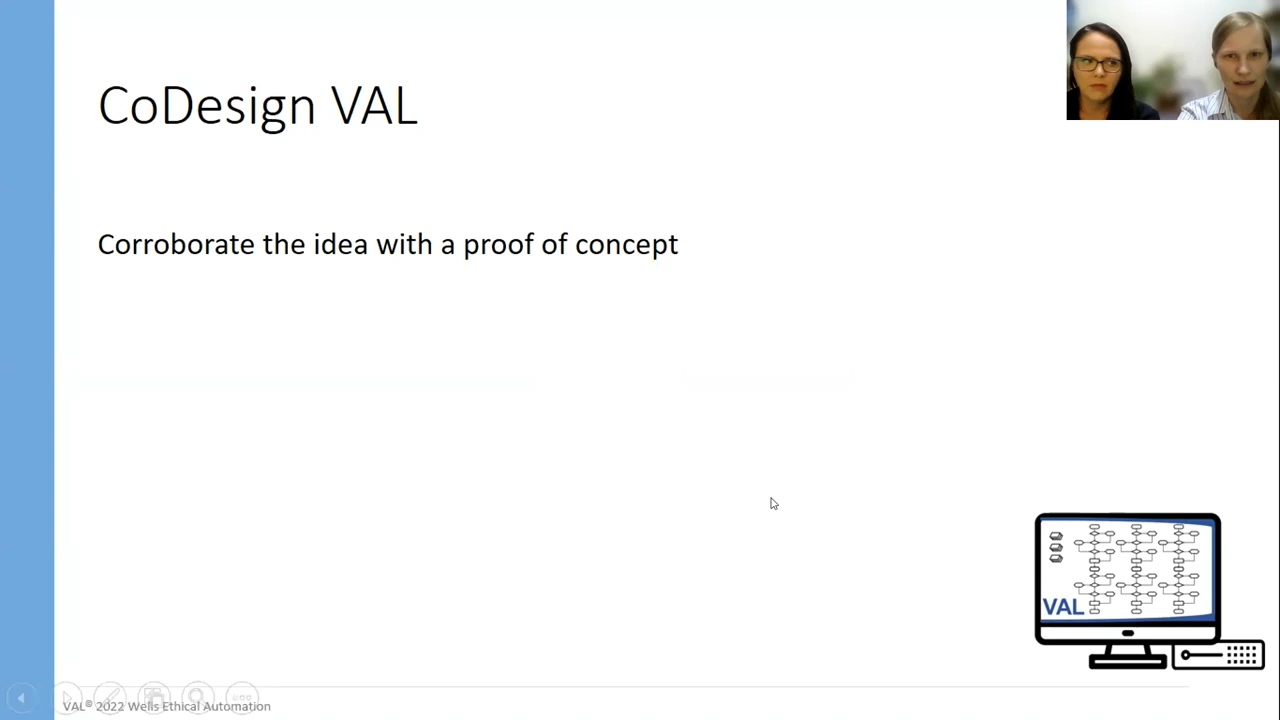 CoDesign VAL
Corroborate the idea with a proof of concept
VAL
VAL® 2022 Wells Ethical Automation